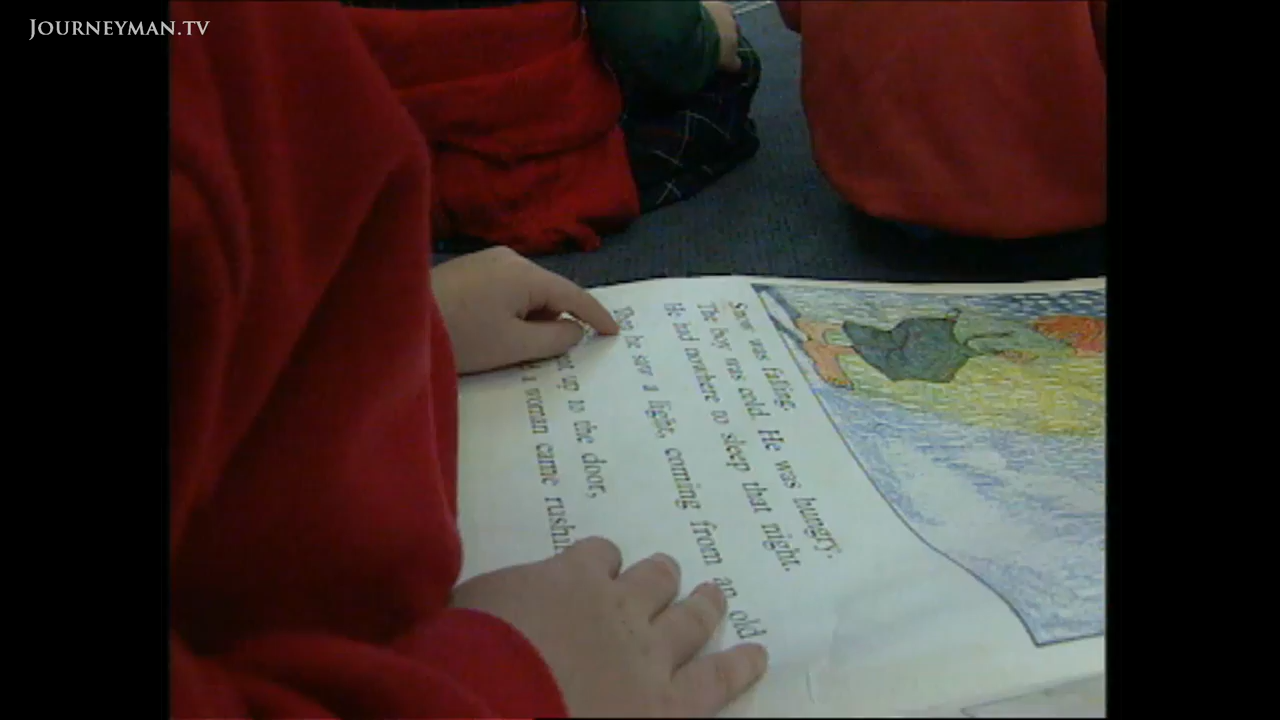 JOURNEYMAN.TV
Snow was falling.
The boy was cold. He was hungry.
He had nowhere to sleep that night.
Then he saw a light, coming from an old
up to the door,
a woman came